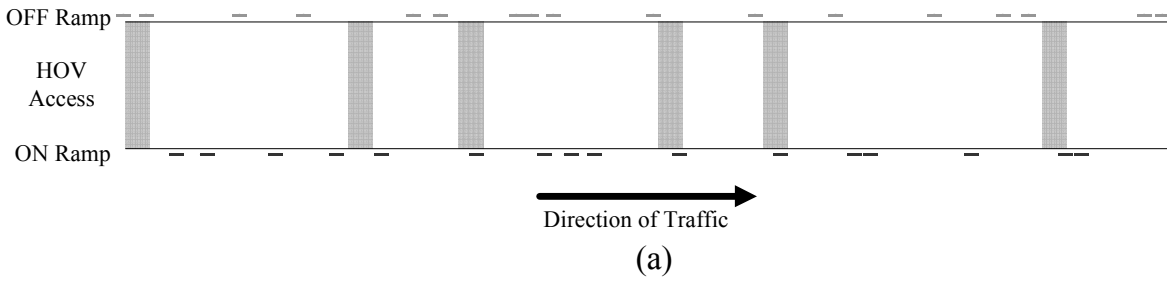 OFF Ramp
HOV
Access
ON Ramp
Direction of Traffic
(a)